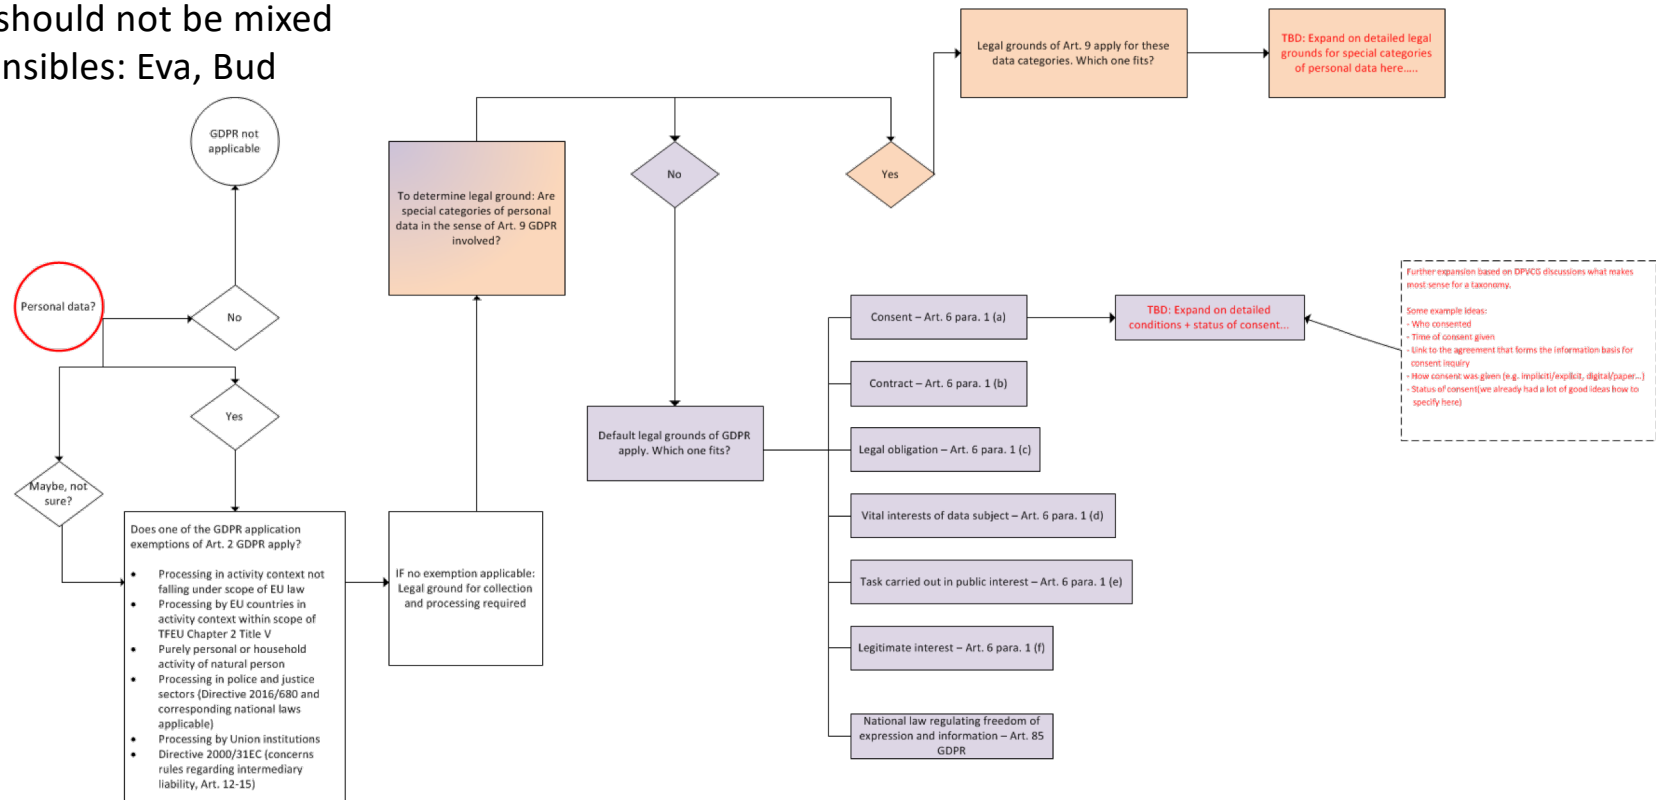 should not be mixed
nsibles: Eva, Bud
GDPR not
applicable
Personal data?
No
Yes
Maybe, not
sure?
Does one of the GDPR application
exemptions of Art. 2 GDPR apply?
• Processing in activity context not
falling under scope of EU law
• Processing by EU countries in
activity context within scope of
TFEU Chapter 2 Title V
• Purely personal or household
activity of natural person
• Processing in police and justice
sectors (Directive 2016/680 and
corresponding national laws
applicable)
• Processing by Union institutions
• Directive 2000/31EC (concerns
rules regarding intermediary
liability, Art. 12-15)
IF no exemption applicable:
Legal ground for collection
and processing required
To determine legal ground: Are
special categories of personal
data in the sense of Art. 9 GDPR
involved?
No
Yes
Legal grounds of Art. 9 apply for these
data categories. Which one fits?
TBD: Expand on detailed legal
grounds for special categories
of personal data here.....
Default legal grounds of GDPR
apply. Which one fits?
Consent – Art. 6 para. 1 (a)
Contract – Art. 6 para. 1 (b)
Legal obligation – Art. 6 para. 1 (c)
Vital interests of data subject – Art. 6 para. 1 (d)
Task carried out in public interest – Art. 6 para. 1 (e)
Legitimate interest – Art. 6 para. 1 (f)
National law regulating freedom of
expression and information – Art. 85
GDPR
TBD: Expand on detailed
conditions + status of consent...
Further expansion based on DPVCG discussions what makes
most sense for a taxonomy.
Some example ideas:
- Who consented
- Time of consent given
- Link to the agreement that forms the information basis for
consent inquiry
- How consent was given (e.g. impliciti/explicit, digital/paper...)
- Status of consent(we already had a lot of good ideas how to
specify here)